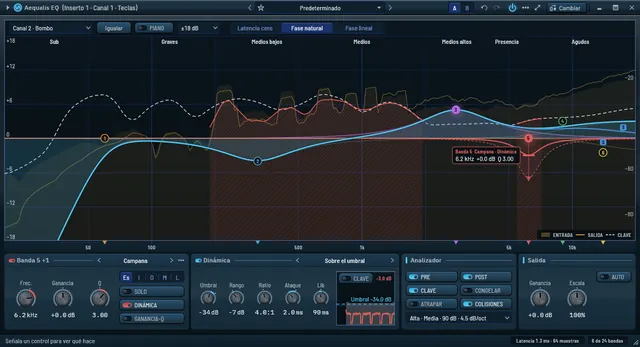 Aequalis EQ (Inserto 1 · Canal 1 · Teclas)
Predeterminado
A
B
Cambiar
Canal 2 · Bombo
Igualar
PIANO
±18 dB
Latencia cero
Fase natural
Fase lineal
Sub
Graves
Medios bajos
Medios
Medios altos
Presencia
Agudos
+18
+12
+6
0
-6
-12
-18
-20
-40
-60
-80
1
2
4
6
Banda 5 · Campana · Dinámica
6.2 kHz +0.0 dB Q 3.00
ENTRADA
SALIDA
CLAVE
50
100
500
1k
5k
10k
Banda 5 +1
Campana
Frec.
Ganancia
Q
6.2 kHz
+0.0 dB
3.00
Es
I
D
M
L
SOLO
DINÁMICA
GANANCIA-Q
Dinámica
Sobre el umbral
Umbral
Rango
Ratio
Ataque
Lib
-34 dB
-7 dB
4.0:1
2.0 ms
90 ms
CLAVE
-3.0 dB
Umbral -34.0 dB
Analizador
PRE
POST
CLAVE
CONGELAR
ATRAPAR
COLISIONES
Alta · Media · 90 dB · 4.5 dB/oct
Salida
AUTO
Ganancia
Escala
+0.0 dB
100%
Señala un control para ver qué hace
Latencia 1.3 ms · 64 muestras
6 de 24 bandas